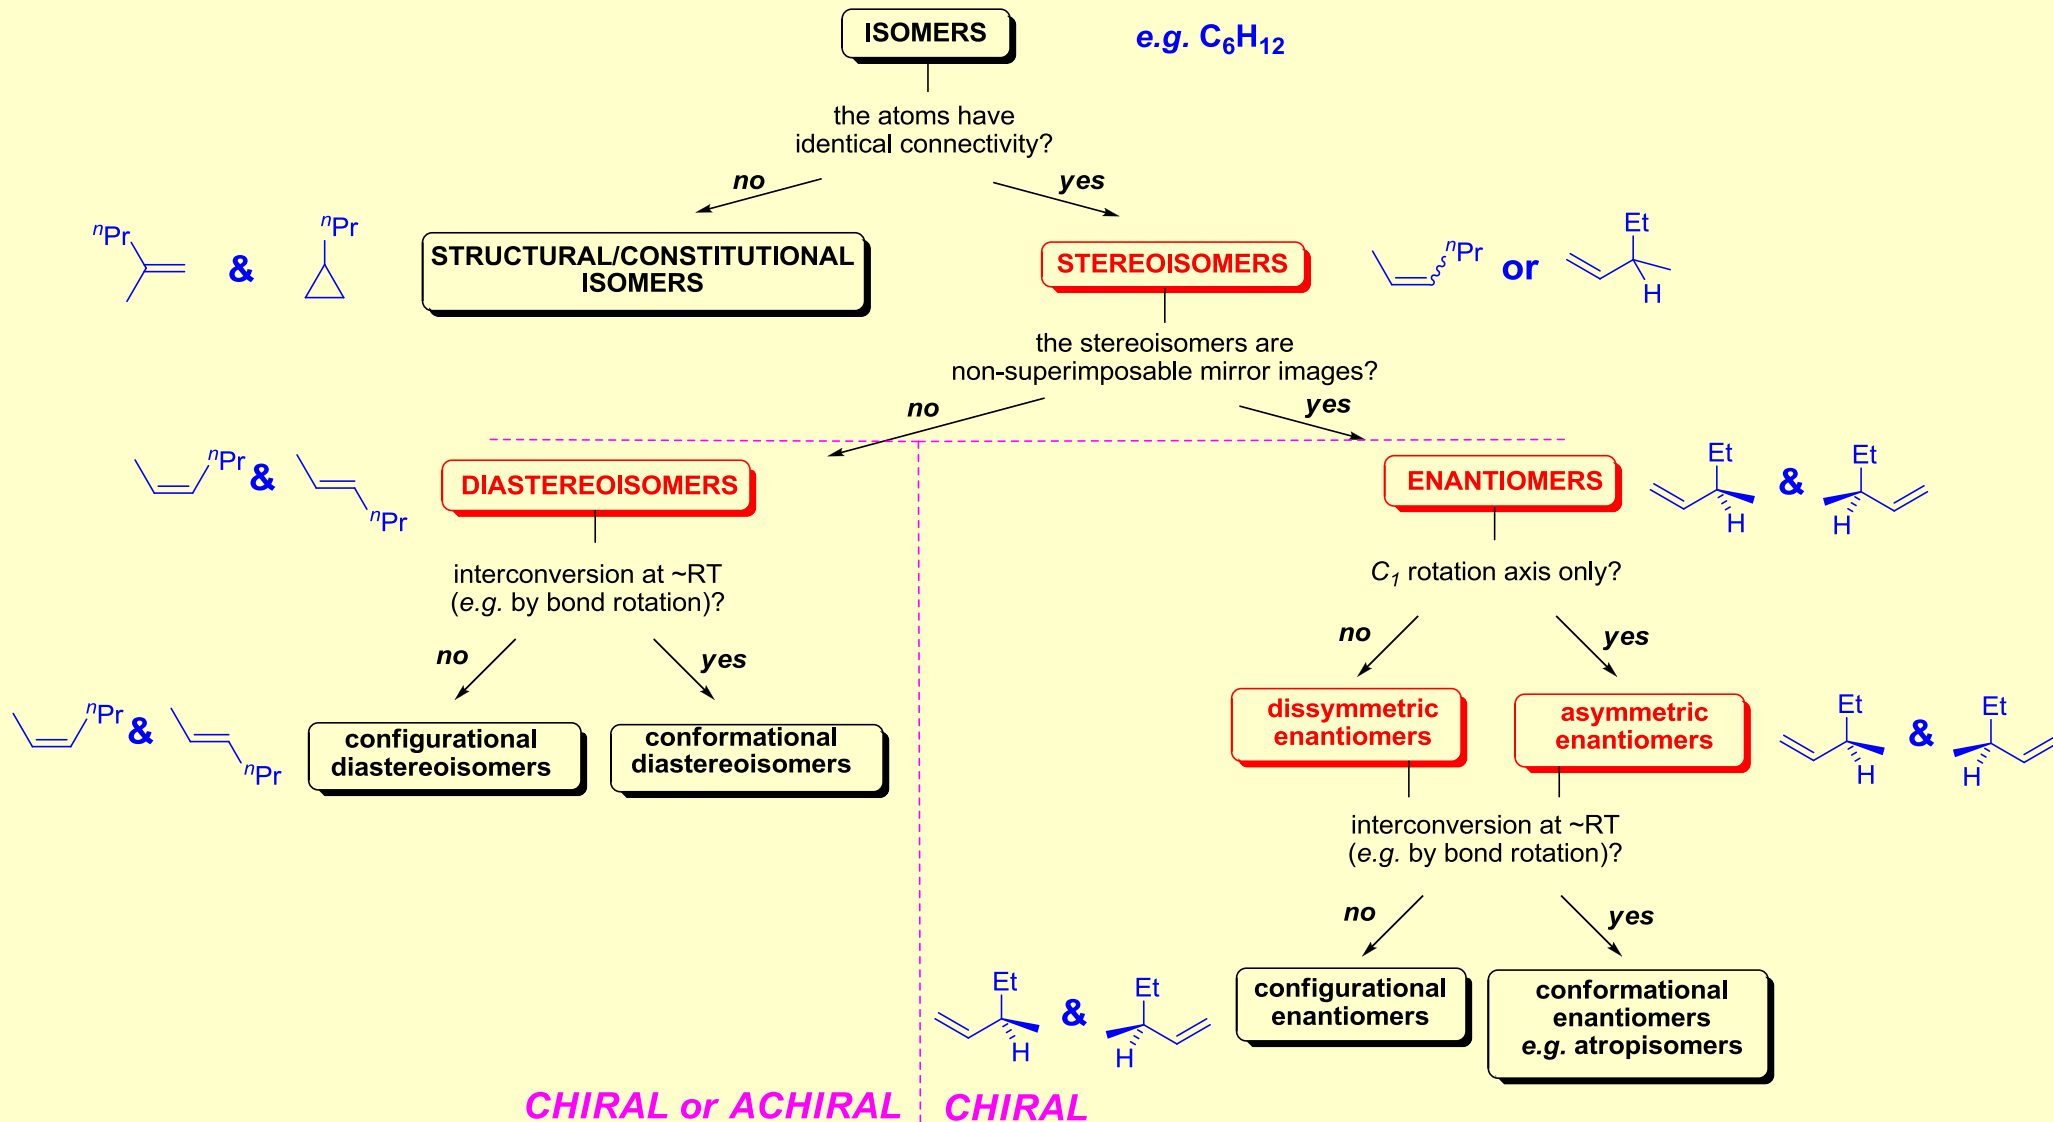 ISOMERS
e.g. C6H12
the atoms have
identical connectivity?
no
yes
nPr
&
nPr
STRUCTURAL/CONSTITUTIONAL
ISOMERS
STEREOISOMERS
nPr
or
Et
H
the stereoisomers are
non-superimposable mirror images?
no
yes
nPr
&
nPr
DIASTEREOISOMERS
ENANTIOMERS
Et
H
&
Et
H
interconversion at ~RT
(e.g. by bond rotation)?
C1 rotation axis only?
no
yes
no
yes
nPr
&
nPr
configurational
diastereoisomers
conformational
diastereoisomers
dissymmetric
enantiomers
asymmetric
enantiomers
Et
H
&
Et
H
interconversion at ~RT
(e.g. by bond rotation)?
no
yes
Et
H
&
Et
H
configurational
enantiomers
conformational
enantiomers
e.g. atropisomers
CHIRAL or ACHIRAL
CHIRAL